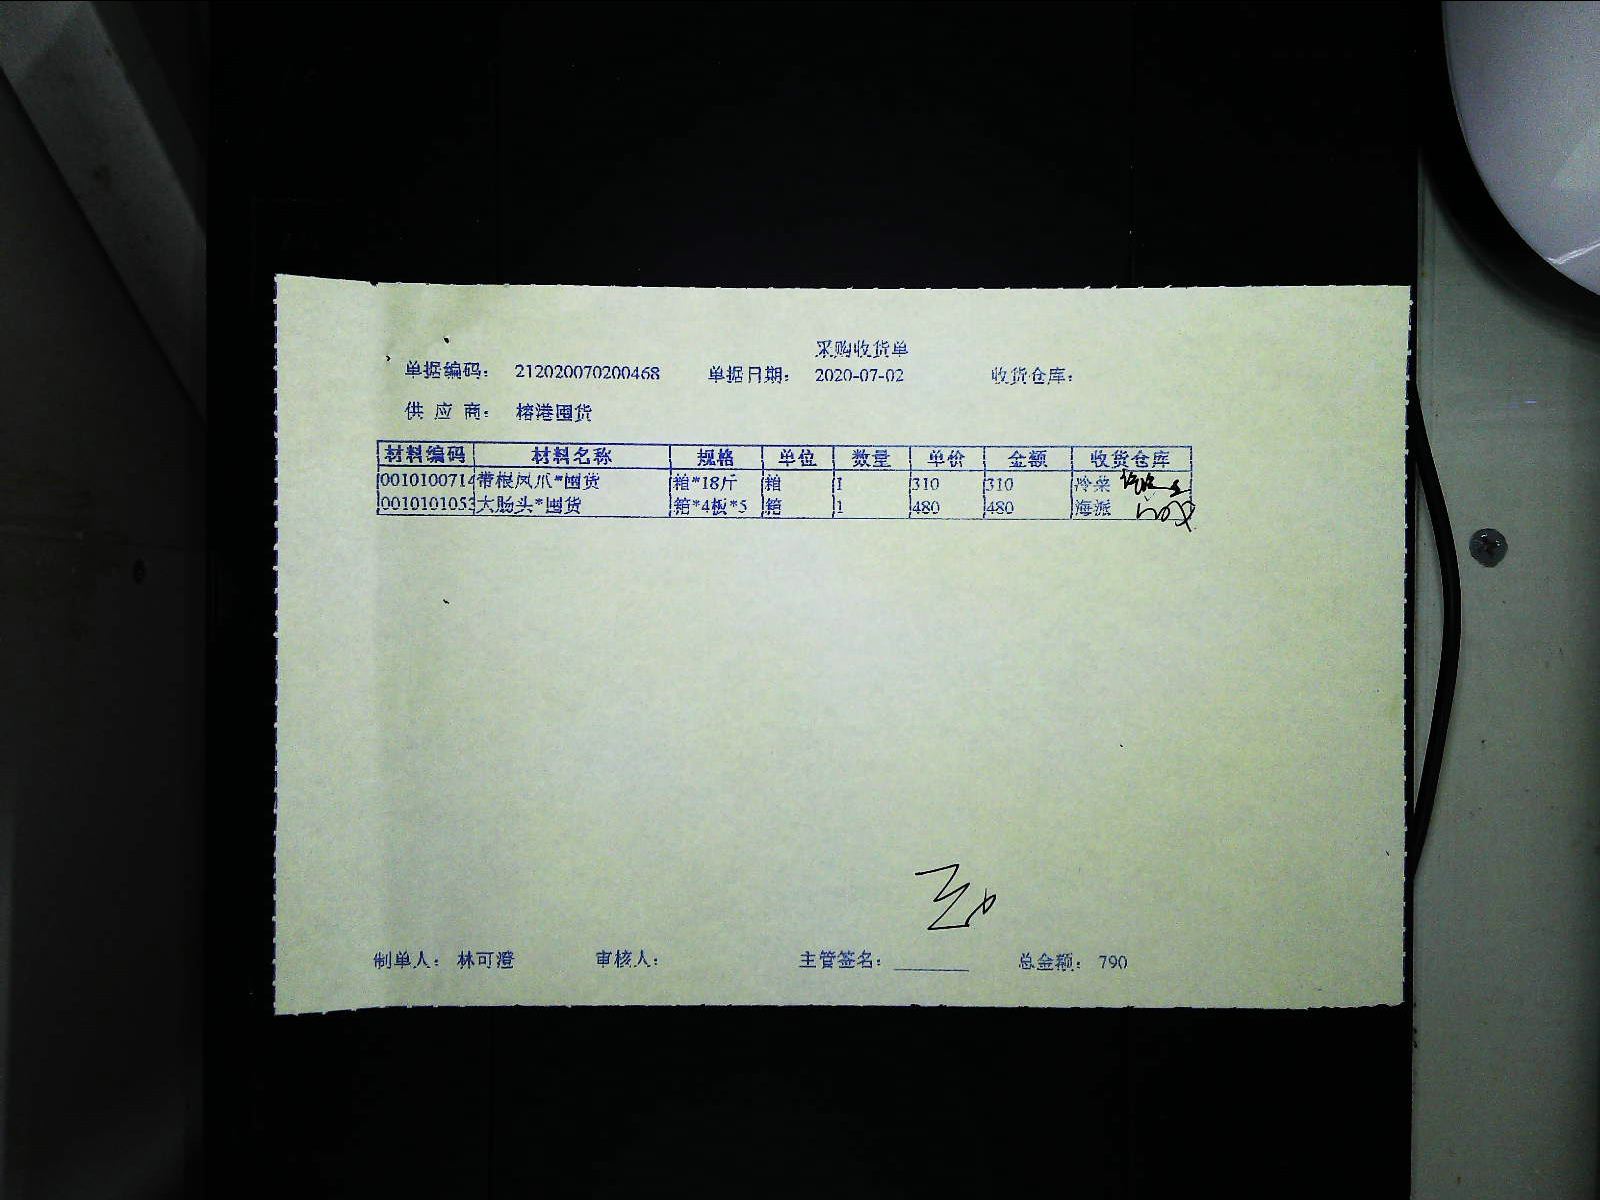 采购收货单
单据编码： 212020070200468 单据日期： 2020-07-02 收货仓库：
供 应 商： 榕港囤货
材料编码 材料名称 规格 单位 数量 单价 金额 收货仓库
0010100714 带根凤爪*囤货 箱*18斤 箱 1 310 310 冷菜
0010101053 大肠头*囤货 箱*4板*5 箱 1 480 480 海派
制单人： 林可澄 审核人： 主管签名： 总金额： 790